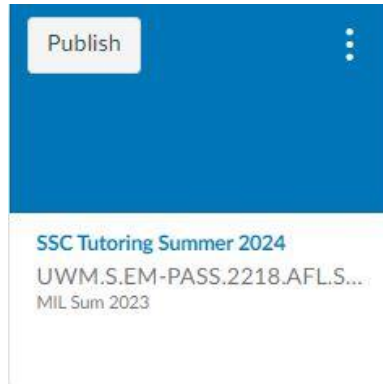 Publish
SSC Tutoring Summer 2024
UWM.S.EM-PASS.2218.AFL.S...
MIL Sum 2023